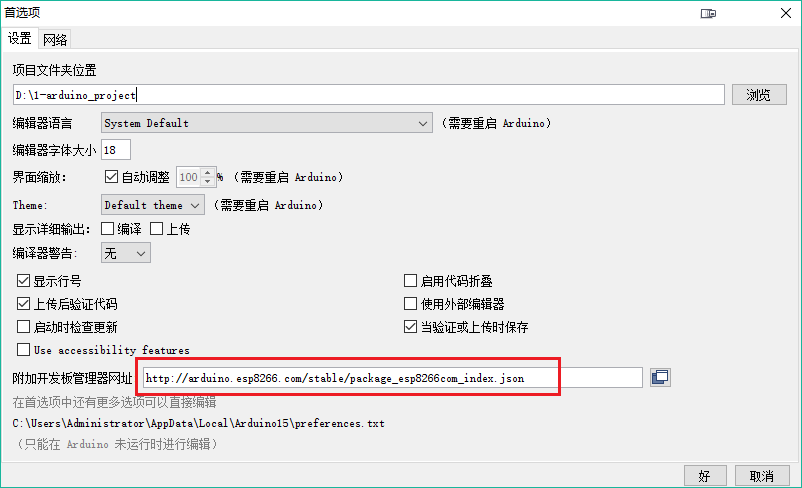 首选项
设置 网络
项目文件夹位置
D:\1-arduino_project 浏览
编辑器语言 System Default （需要重启 Arduino）
编辑器字体大小 18
界面缩放： 自动调整 100 % （需要重启 Arduino）
Theme: Default theme （需要重启 Arduino）
显示详细输出： 编译 上传
编译器警告： 无
显示行号 启用代码折叠
上传后验证代码 使用外部编辑器
启动时检查更新 当验证或上传时保存
Use accessibility features
附加开发板管理器网址 http://arduino.esp8266.com/stable/package_esp8266com_index.json
在首选项中还有更多选项可以直接编辑
C:\Users\Administrator\AppData\Local\Arduino15\preferences.txt
（只能在 Arduino 未运行时进行编辑）
好 取消